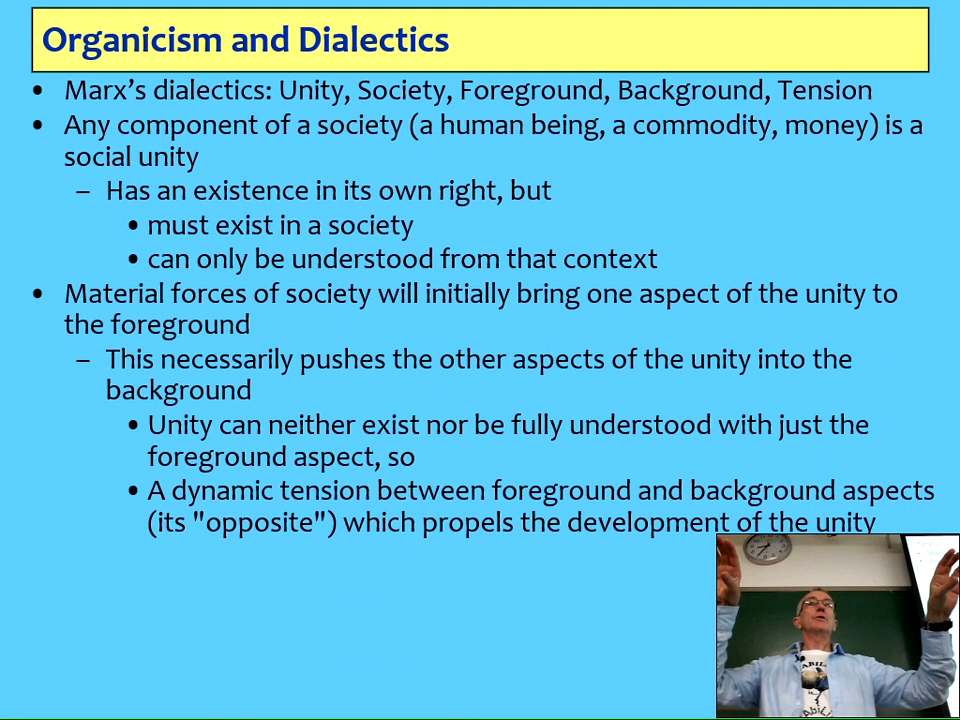 Organicism and Dialectics
• Marx’s dialectics: Unity, Society, Foreground, Background, Tension
• Any component of a society (a human being, a commodity, money) is a
social unity
– Has an existence in its own right, but
• must exist in a society
• can only be understood from that context
• Material forces of society will initially bring one aspect of the unity to
the foreground
– This necessarily pushes the other aspects of the unity into the
background
• Unity can neither exist nor be fully understood with just the
foreground aspect, so
• A dynamic tension between foreground and background aspects
(its "opposite") which propels the development of the unity